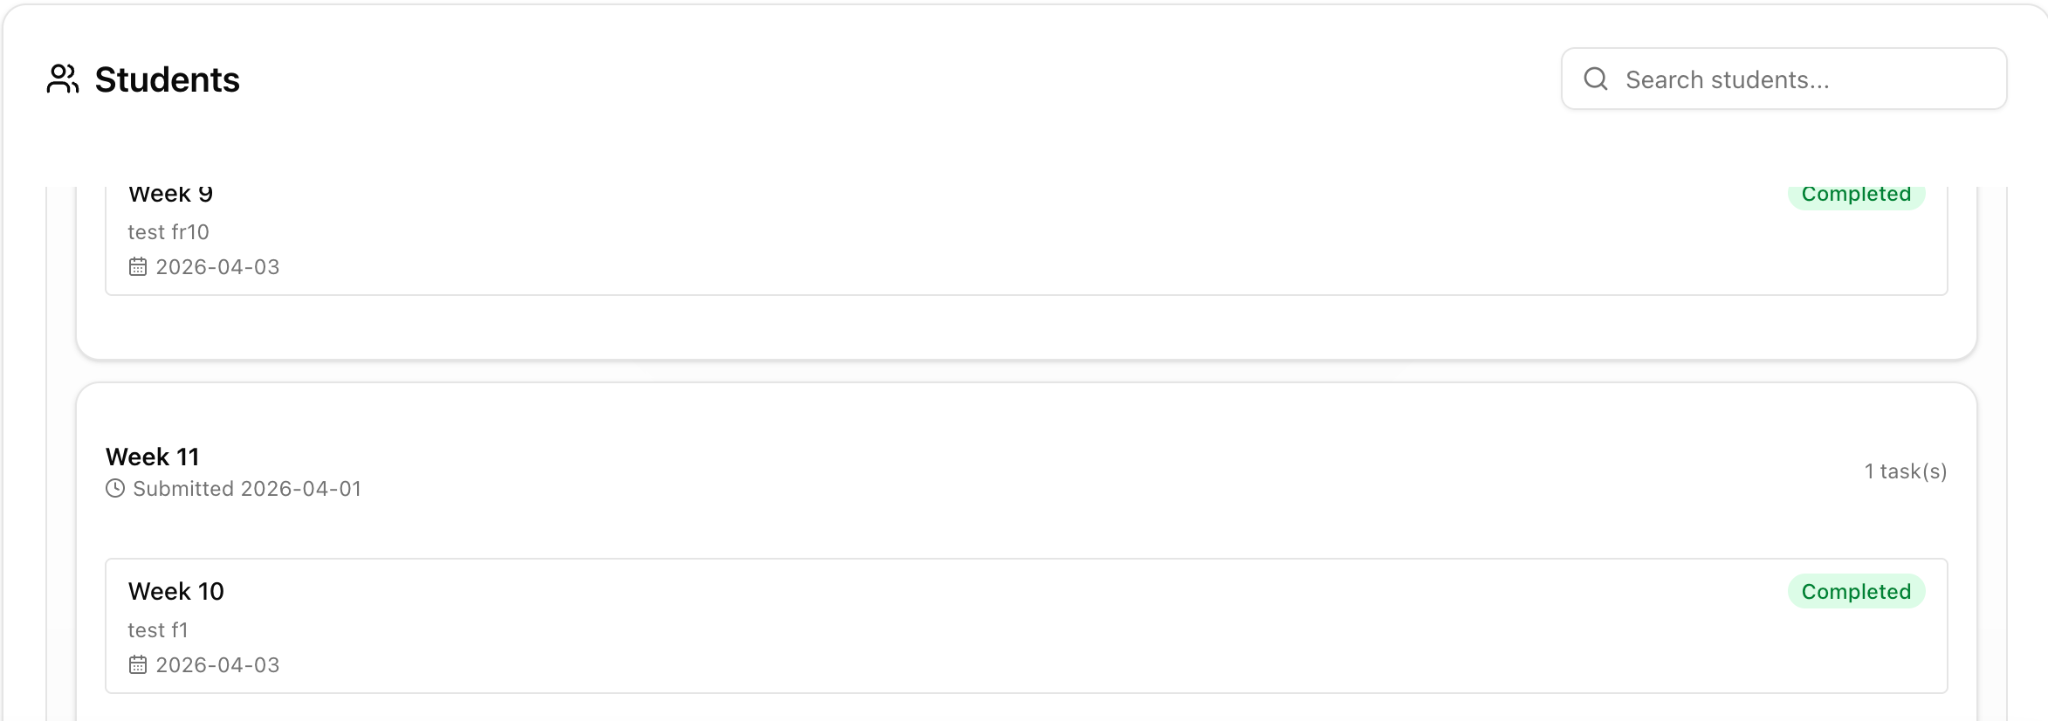 Students
Search students...
Week 9
Completed
test fr10
2026-04-03
Week 11
Submitted 2026-04-01
1 task(s)
Week 10
Completed
test f1
2026-04-03